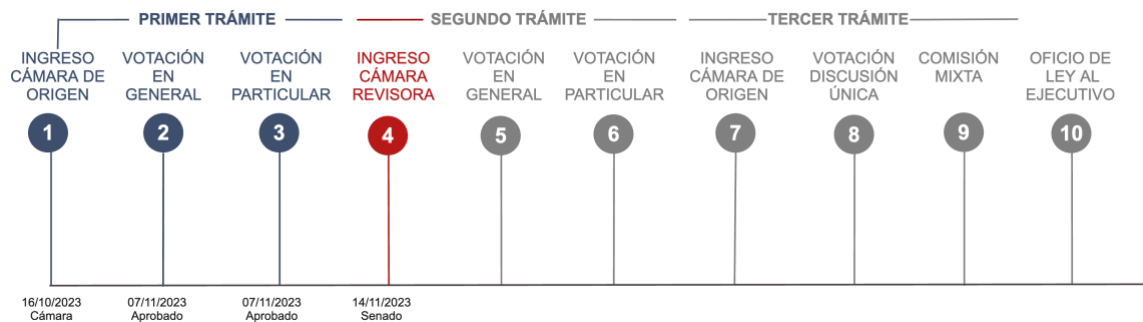 PRIMER TRÁMITE
SEGUNDO TRÁMITE
TERCER TRÁMITE
INGRESO
CÁMARA DE
ORIGEN
VOTACIÓN
EN
GENERAL
VOTACIÓN
EN
PARTICULAR
INGRESO
CÁMARA
REVISORA
VOTACIÓN
EN
GENERAL
VOTACIÓN
EN
PARTICULAR
INGRESO
CÁMARA DE
ORIGEN
VOTACIÓN
DISCUSIÓN
ÚNICA
COMISIÓN
MIXTA
OFICIO DE
LEY AL
EJECUTIVO
1
2
3
4
5
6
7
8
9
10
16/10/2023
Cámara
07/11/2023
Aprobado
07/11/2023
Aprobado
14/11/2023
Senado